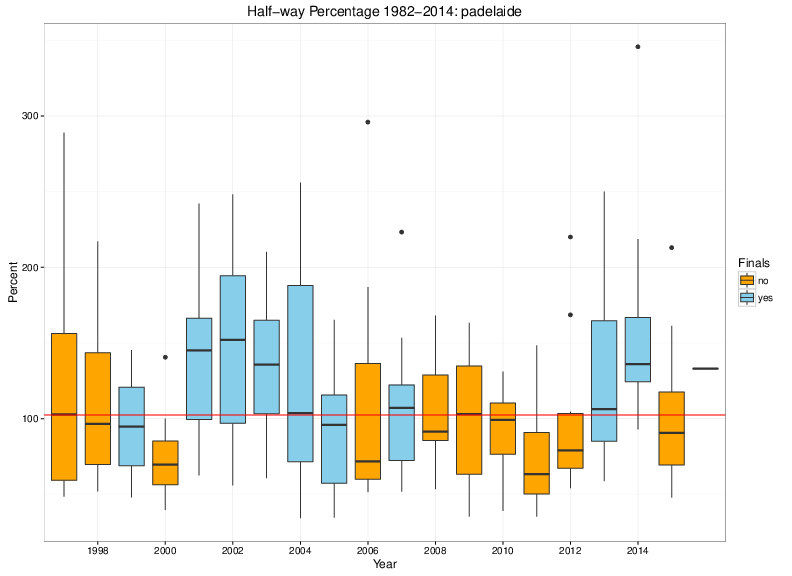 Half−way Percentage 1982−2014: padelaide
300
200
100
Percent
1998 2000 2002 2004 2006 2008 2010 2012 2014
Year
Finals
no
yes